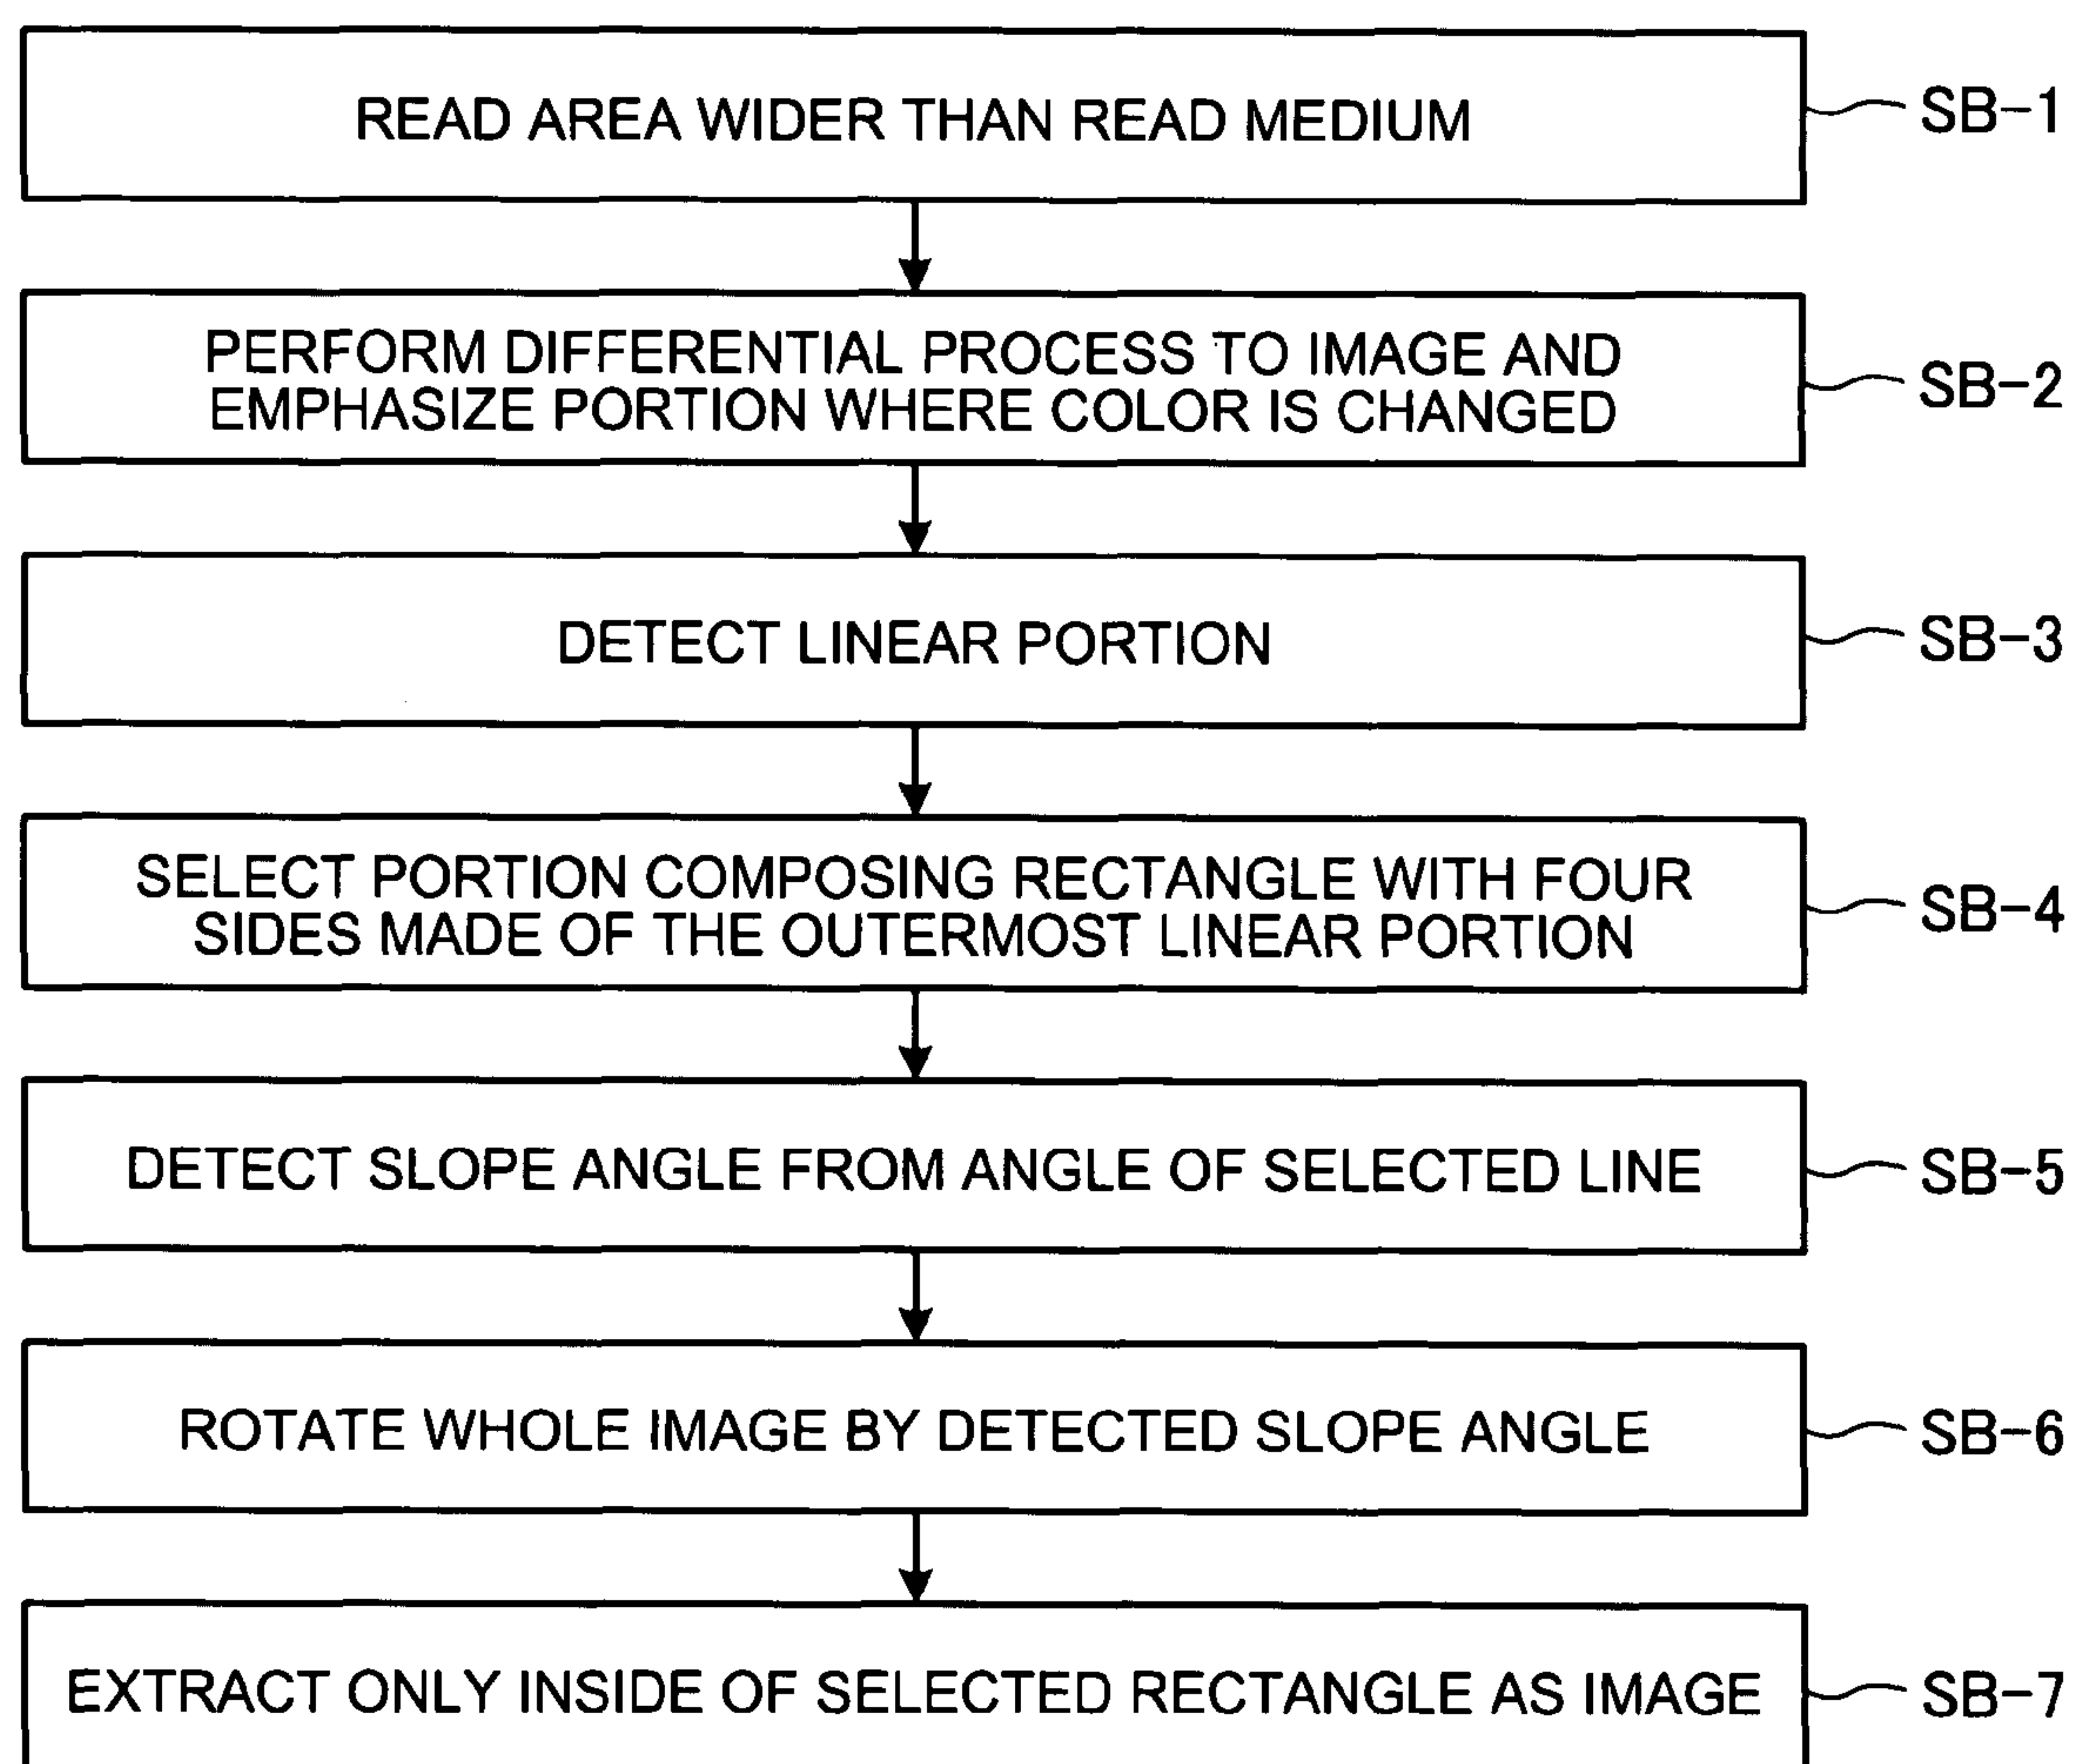 READ AREA WIDER THAN READ MEDIUM
SB-1
PERFORM DIFFERENTIAL PROCESS TO IMAGE AND
EMPHASIZE PORTION WHERE COLOR IS CHANGED
SB-2
DETECT LINEAR PORTION
SB-3
SELECT PORTION COMPOSING RECTANGLE WITH FOUR
SIDES MADE OF THE OUTERMOST LINEAR PORTION
SB-4
DETECT SLOPE ANGLE FROM ANGLE OF SELECTED LINE
SB-5
ROTATE WHOLE IMAGE BY DETECTED SLOPE ANGLE
SB-6
EXTRACT ONLY INSIDE OF SELECTED RECTANGLE AS IMAGE
SB-7